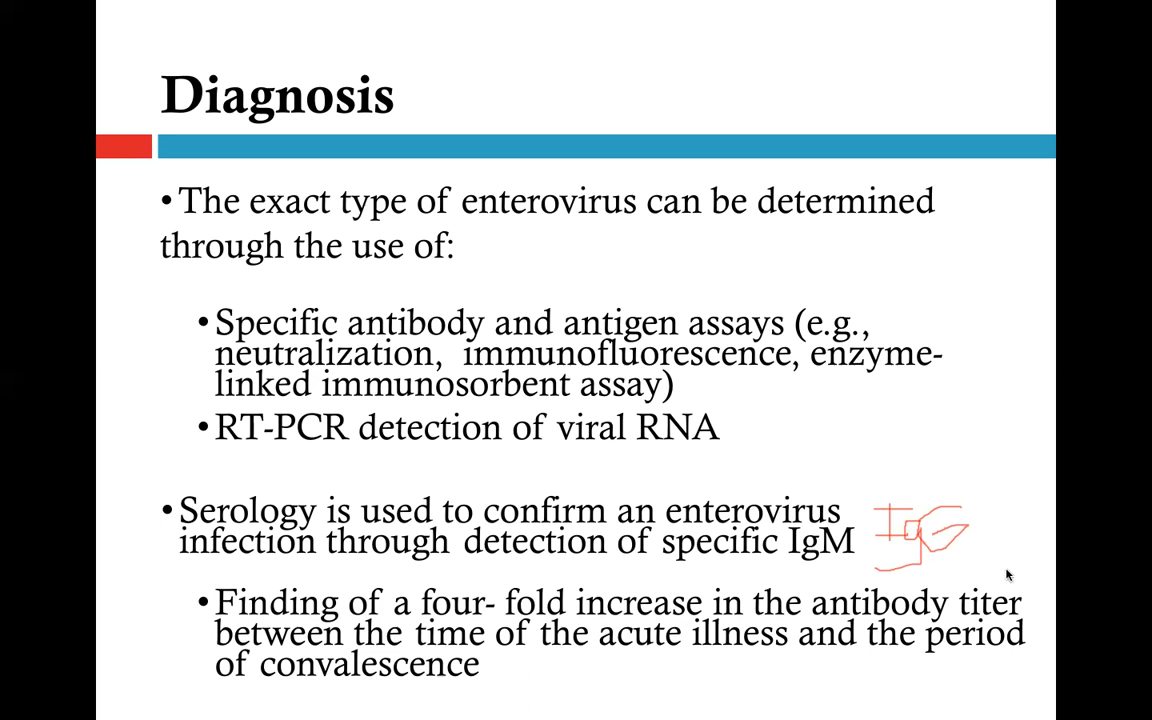 Diagnosis
•The exact type of enterovirus can be determined
through the use of:
•Specific antibody and antigen assays (e.g.,
neutralization, immunofluorescence, enzyme-
linked immunosorbent assay)
•RT-PCR detection of viral RNA
•Serology is used to confirm an enterovirus
infection through detection of specific IgM IgG
•Finding of a four- fold increase in the antibody titer
between the time of the acute illness and the period
of convalescence